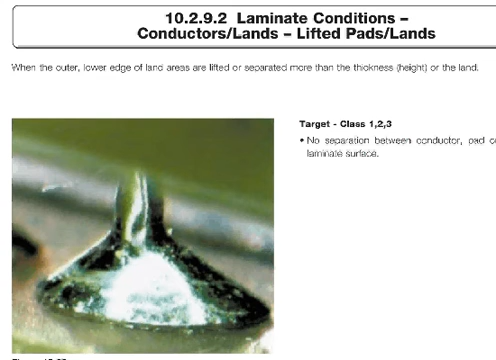 10.2.9.2 Laminate Conditions –
Conductors/Lands – Lifted Pads/Lands
When the outer, lower edge of land areas are lifted or separated more than the thickness (height) or the land.
Target - Class 1,2,3
• No separation between conductor, pad
laminate surface.